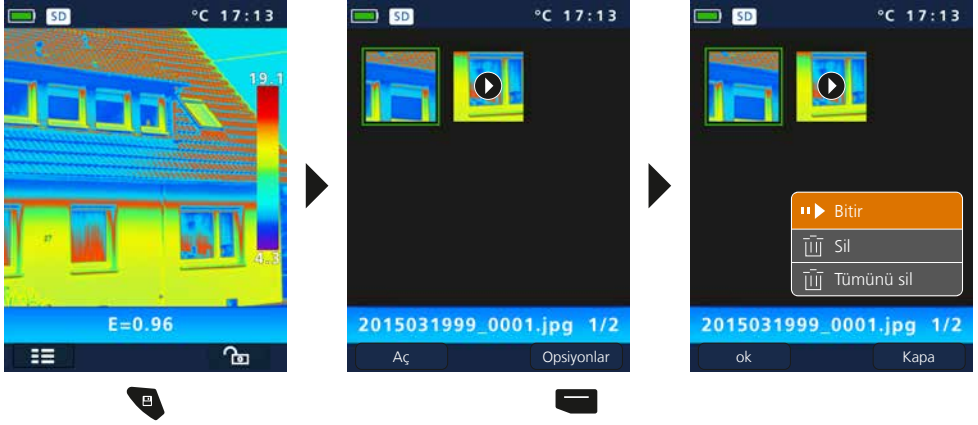 SD °C 17:13
19.1
37
4.3
E=0.96
SD °C 17:13
2015031999_0001.jpg 1/2
Aç Opsiyonlar
SD °C 17:13
Bitir
Sil
Tümünü sil
2015031999_0001.jpg 1/2
ok Kapa